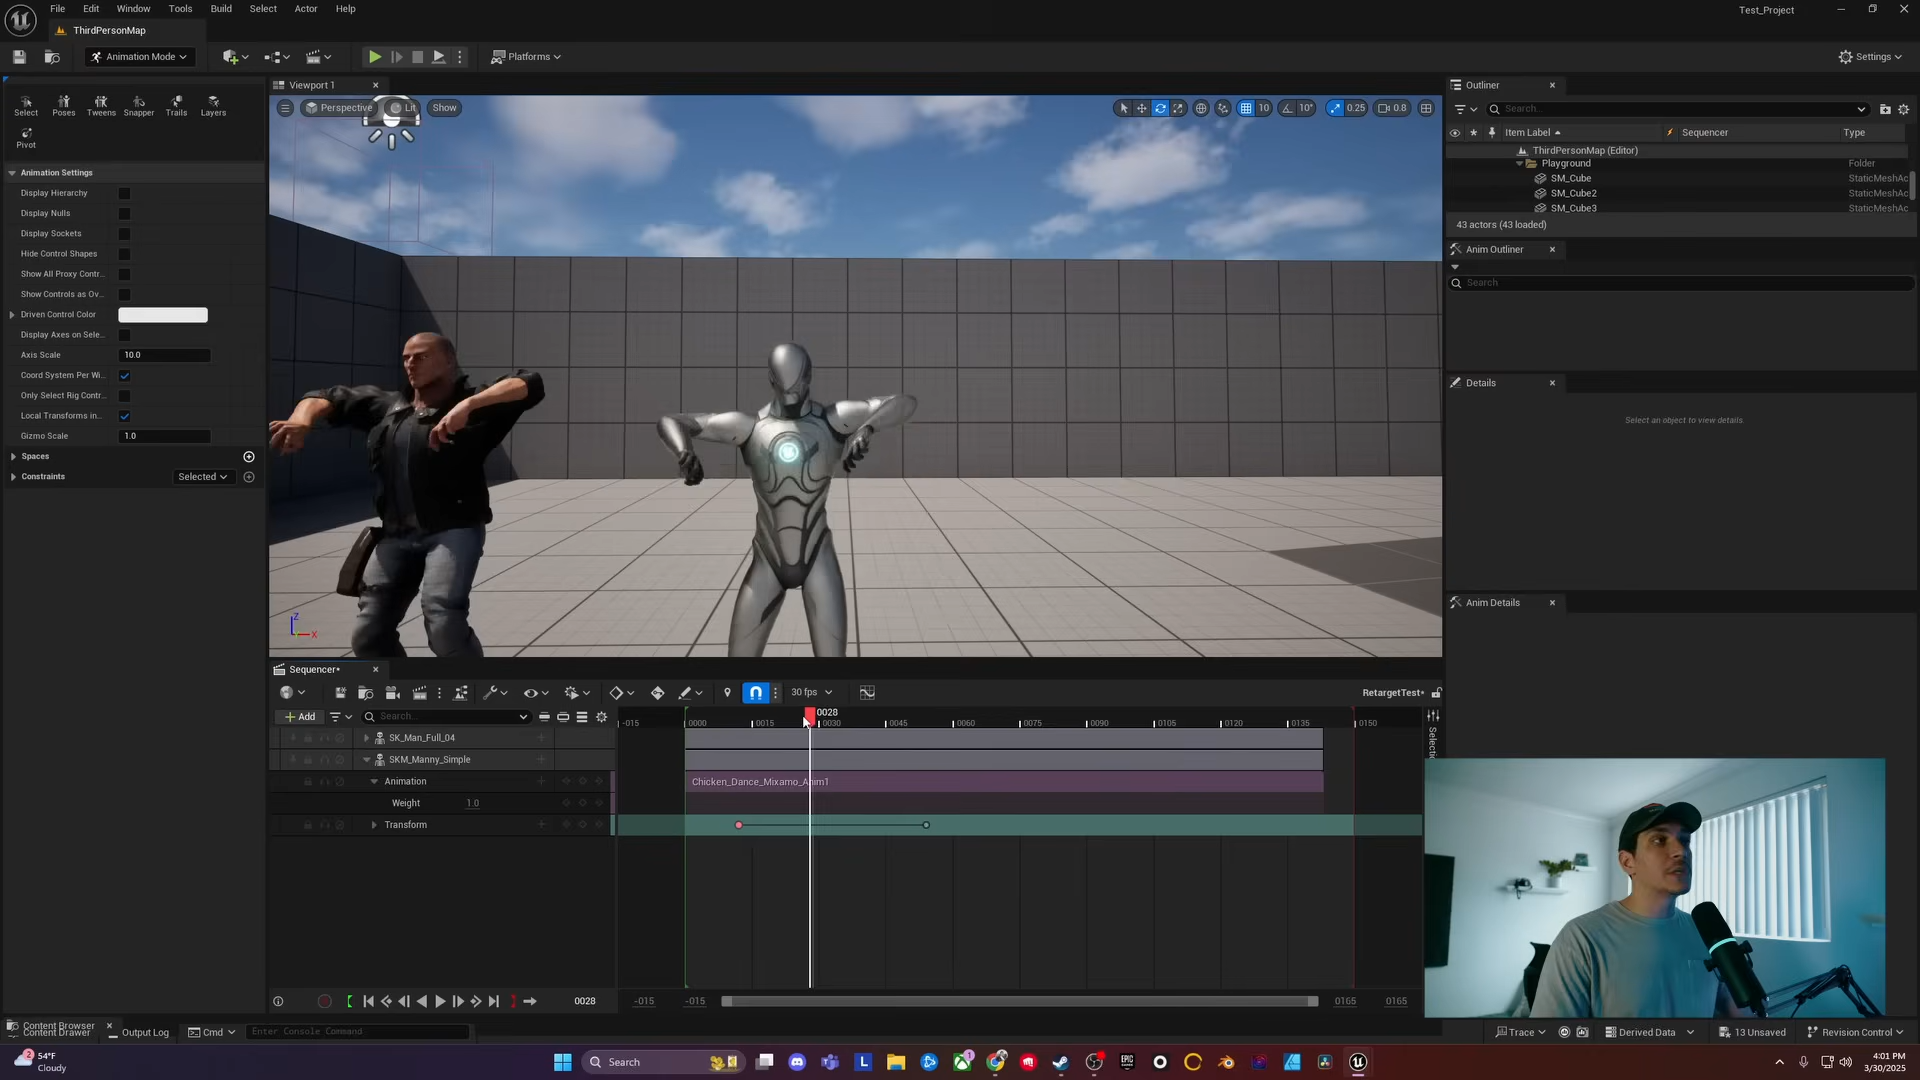 File Edit Window Tools Build Select Actor Help
Test_Project
ThirdPersonMap
Animation Mode
Platforms
Settings
Select Poses Tweens Snapper Trails Layers
Pivot
Animation Settings
Display Hierarchy
Display Nulls
Display Sockets
Hide Control Shapes
Show All Proxy Contr...
Show Controls as Ov...
Driven Control Color
Display Axes on Sele...
Axis Scale 10.0
Coord System Per Wi...
Only Select Rig Contr...
Local Transforms in...
Gizmo Scale 1.0
Spaces
Constraints Selected
Viewport 1
Perspective Lit Show
10 10° 0.25 0.8
Z
X
Outliner
Search...
Item Label Sequencer Type
ThirdPersonMap (Editor)
Playground Folder
SM_Cube StaticMeshAc
SM_Cube2 StaticMeshAc
SM_Cube3 StaticMeshAc
43 actors (43 loaded)
Anim Outliner
Search
Details
Select an object to view details.
Anim Details
Sequencer*
30 fps
RetargetTest*
Add
Search...
0028
-015 0000 0015 0030 0045 0060 0075 0090 0105 0120 0135 0150
SK_Man_Full_04
SKM_Manny_Simple
Animation
Chicken_Dance_Mixamo_Anim1
Weight 1.0
Transform
Selectio
0028 -015 -015 0165 0165
Content Browser
Content Drawer
Output Log
Cmd
Enter Console Command
Trace
Derived Data
13 Unsaved
Revision Control
2
54°F
Cloudy
Search
1
L
EPIC
4:01 PM
3/30/2025